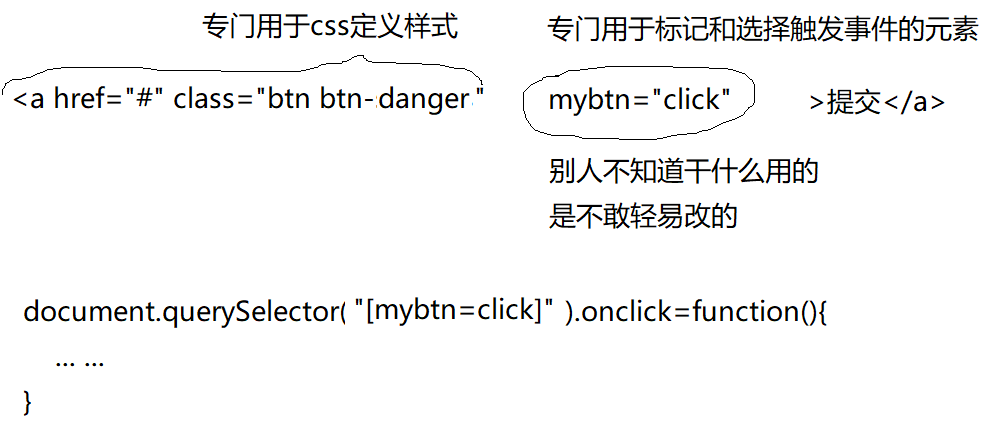 专门用于css定义样式 专门用于标记和选择触发事件的元素
<a href="#" class="btn btn-danger " mybtn="click" >提交</a>
别人不知道干什么用的
是不敢轻易改的
document.querySelector( "[mybtn=click]" ).onclick=function(){
... ...
}